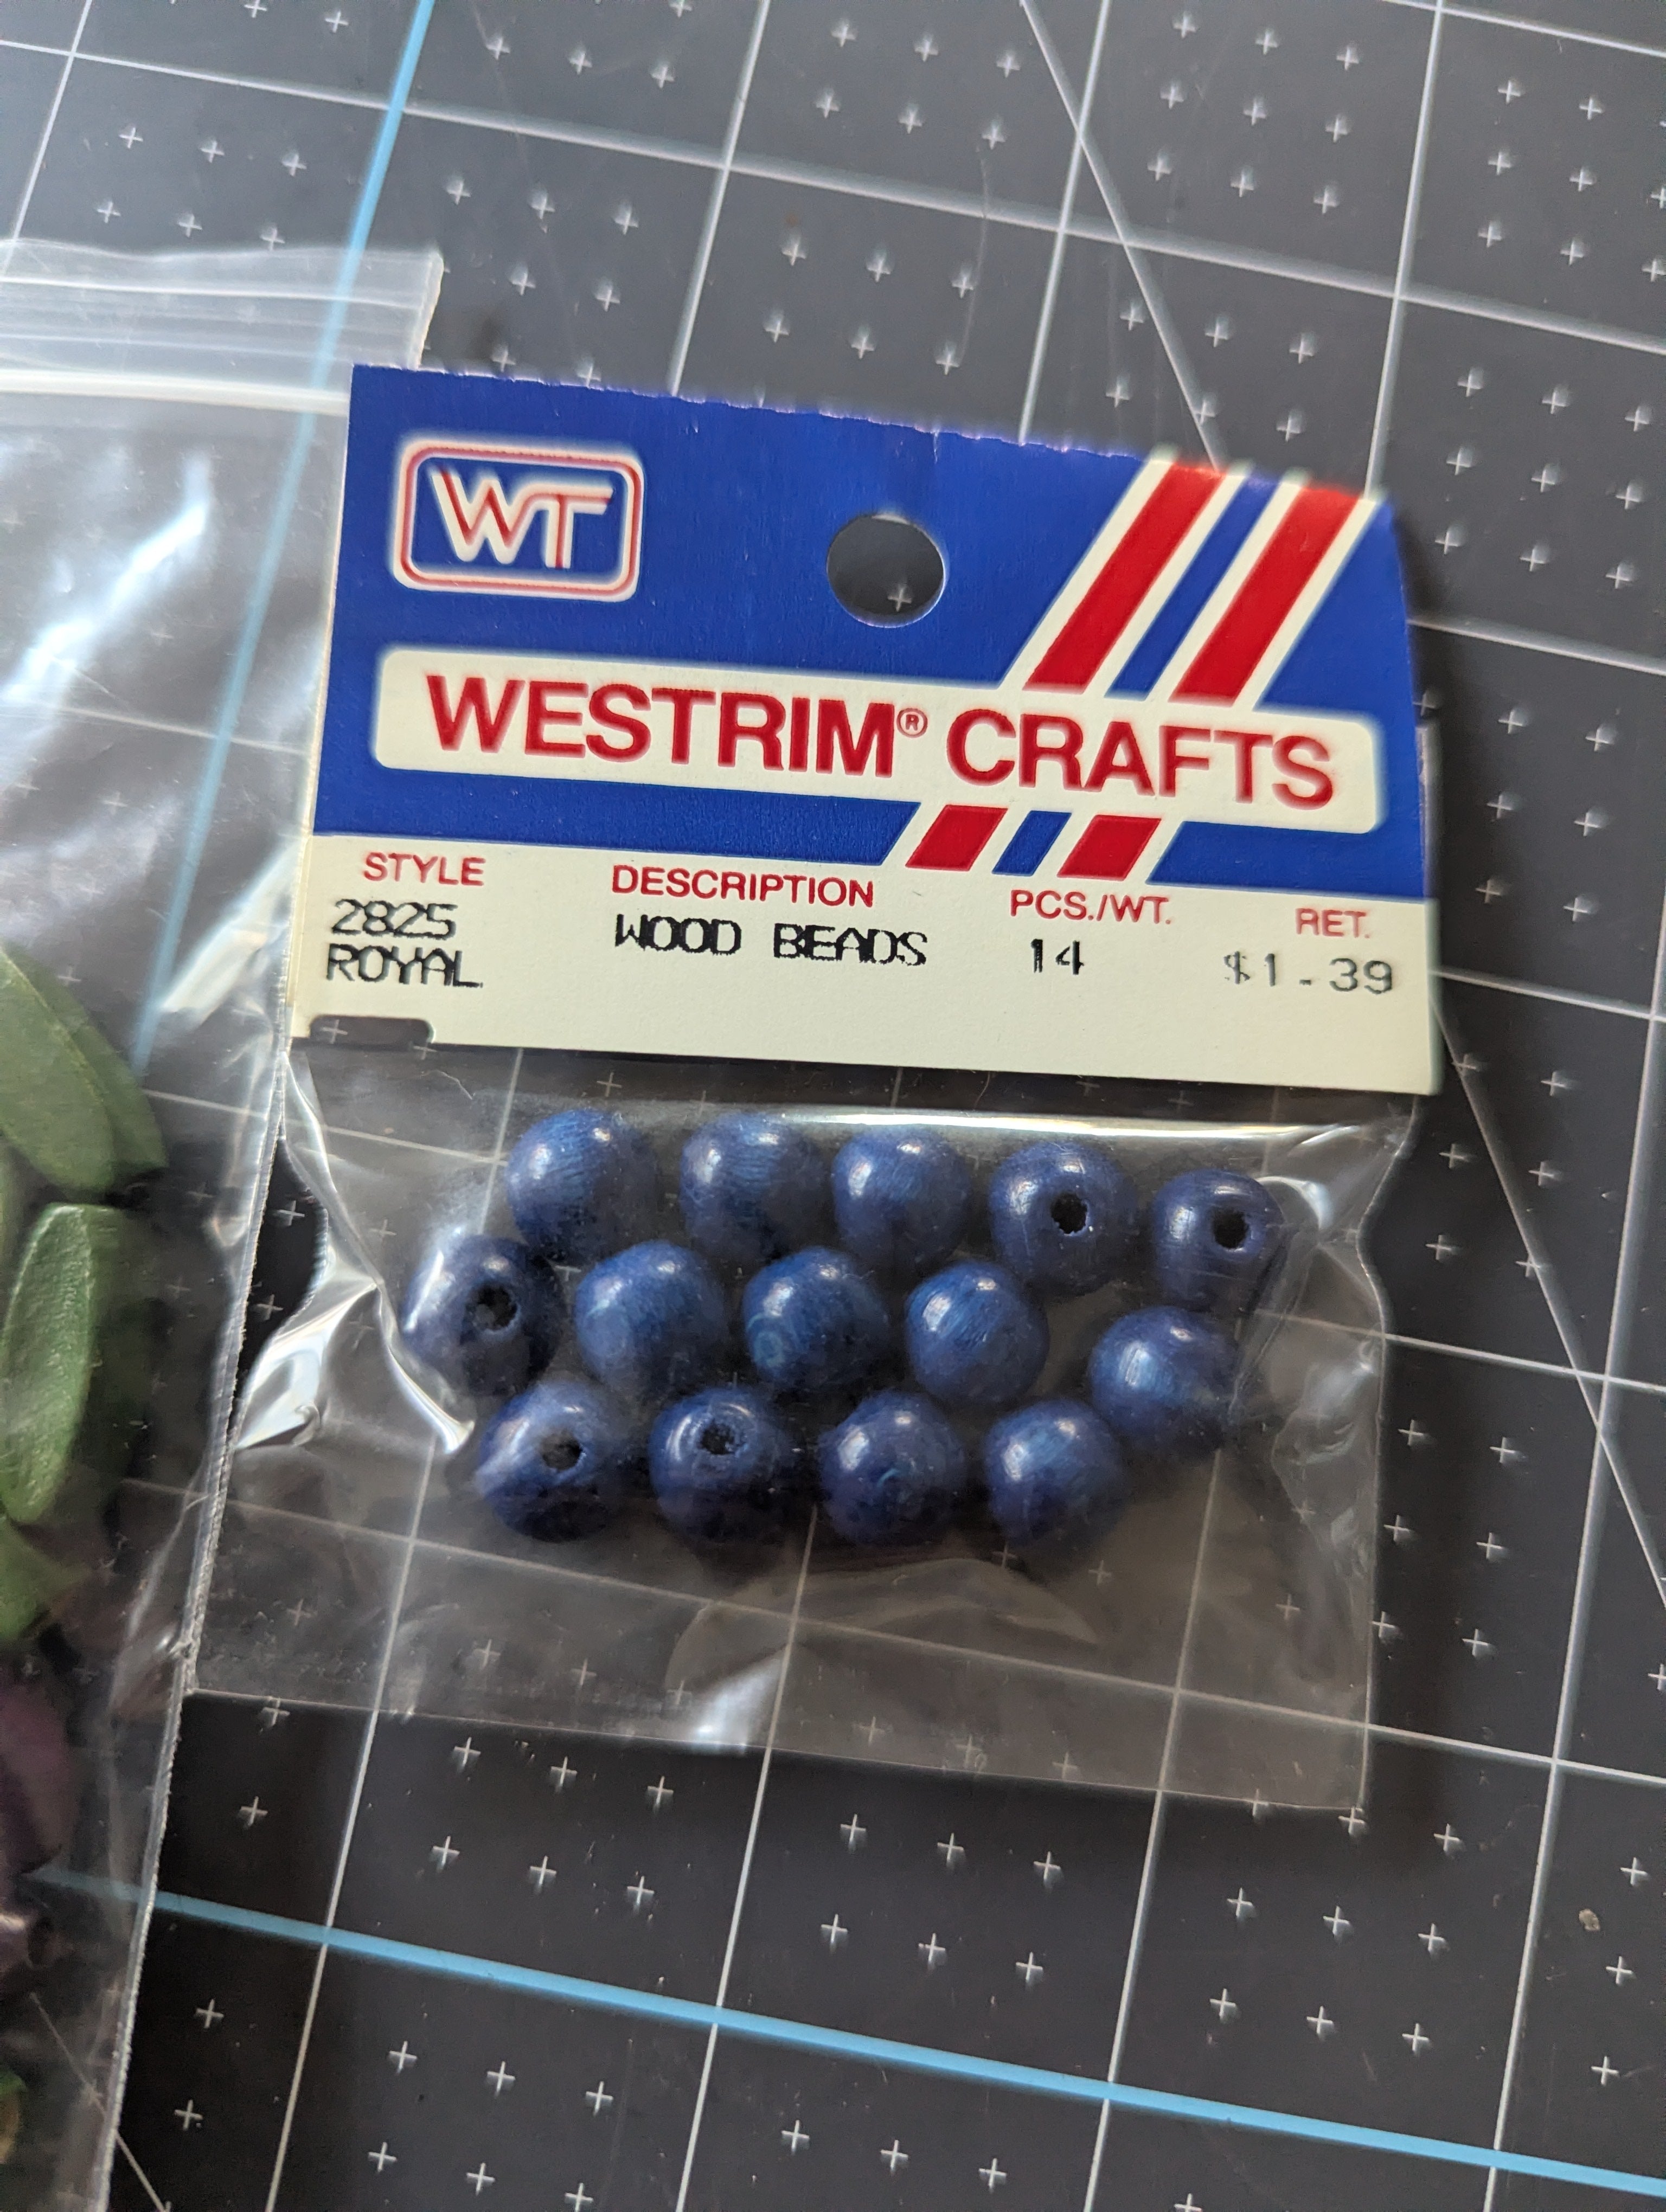 WT
WESTRIM® CRAFTS
STYLE DESCRIPTION PCS./WT. RET.
2825 WOOD BEADS 14 $1.39
ROYAL